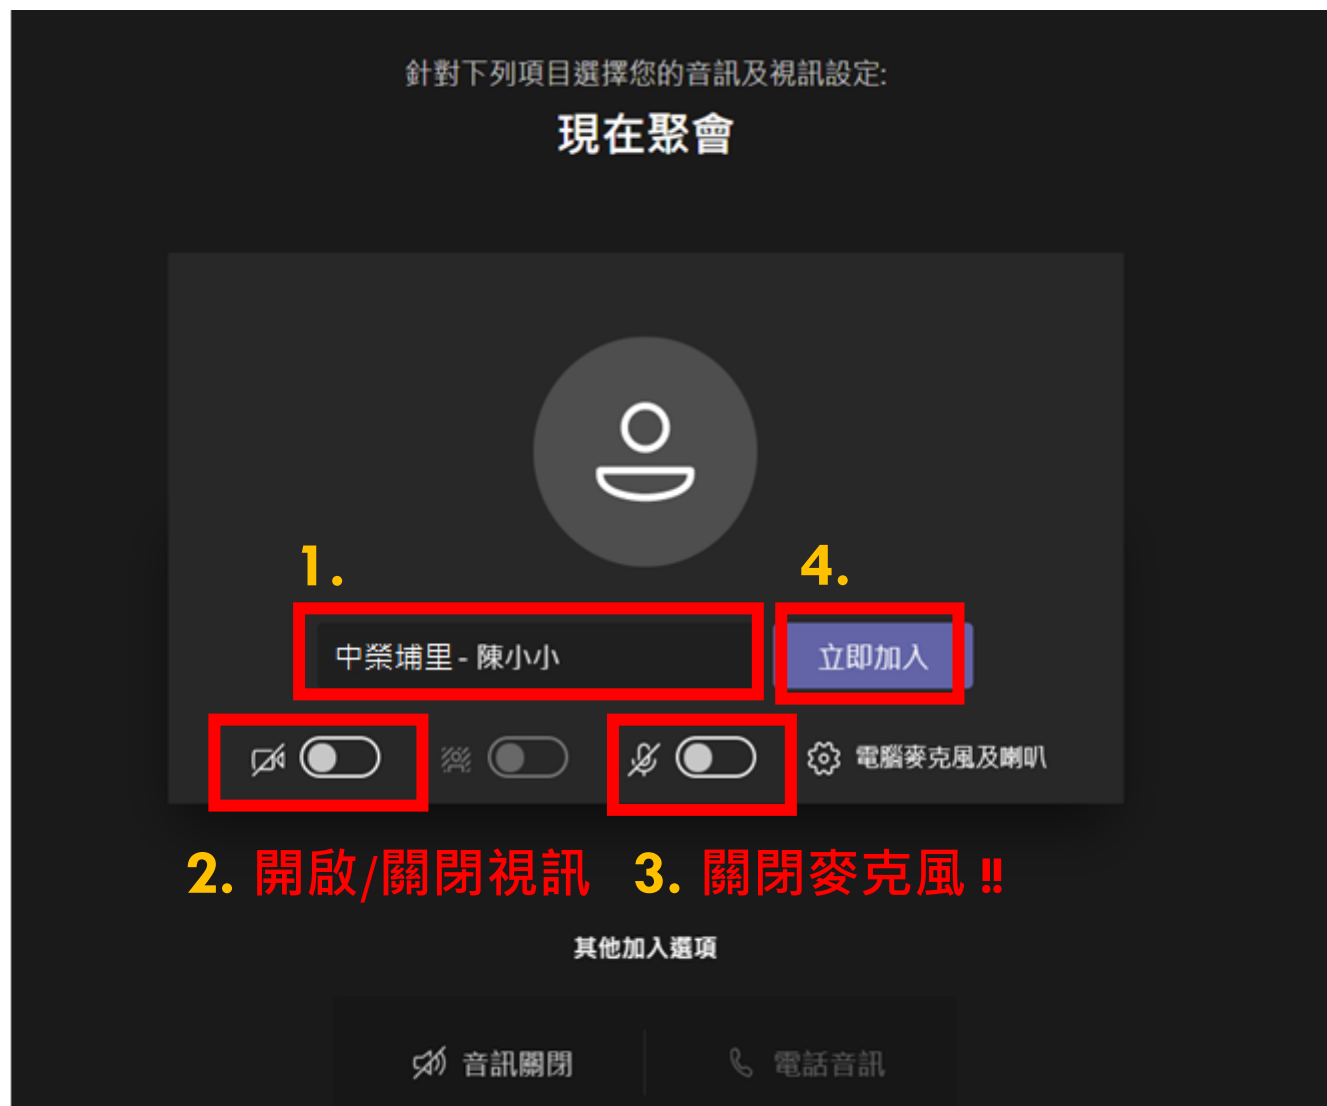 針對下列項目選擇您的音訊及視訊設定:
現在聚會
1.
4.
中榮埔里 - 陳小小
立即加入
電腦麥克風及喇叭
2. 開啟/關閉視訊
3. 關閉麥克風 !!
其他加入選項
音訊關閉
電話音訊